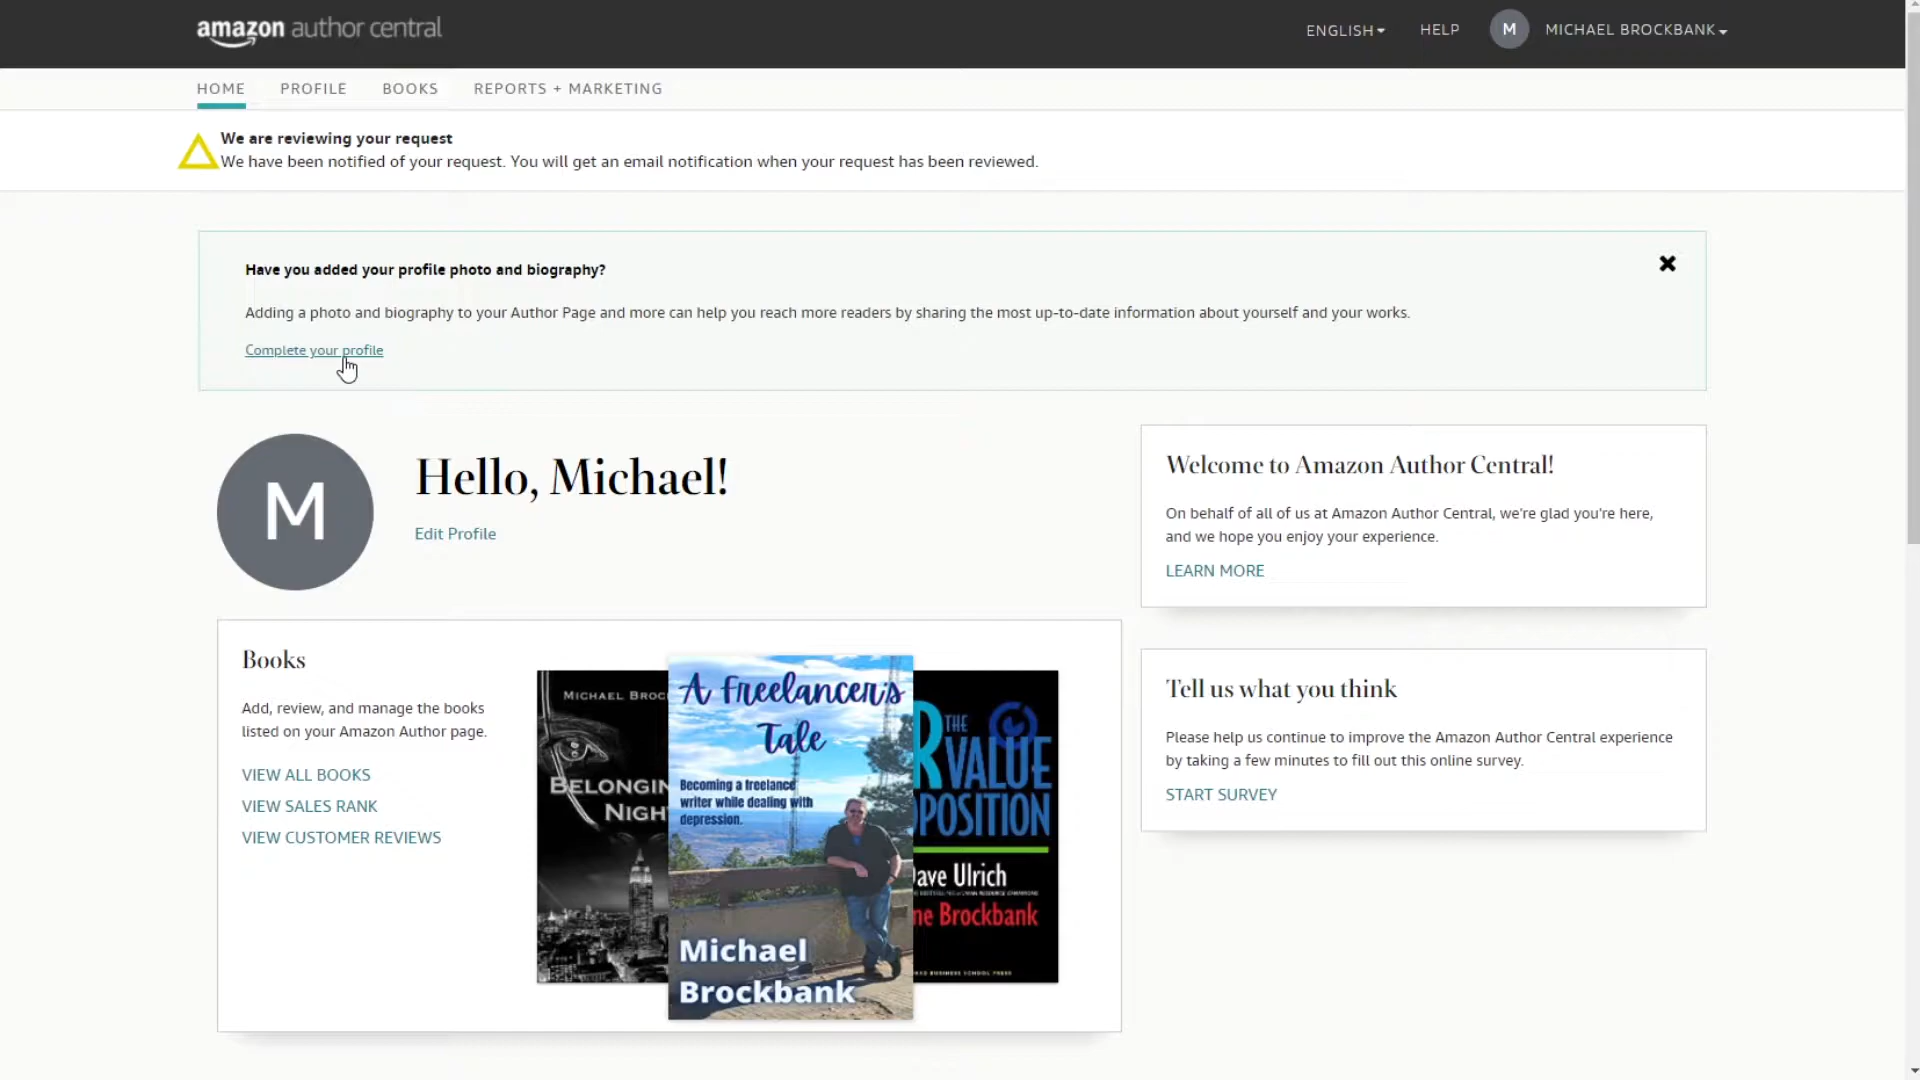 amazon author central
ENGLISH
HELP
M
MICHAEL BROCKBANK
HOME
PROFILE
BOOKS
REPORTS + MARKETING
We are reviewing your request
We have been notified of your request. You will get an email notification when your request has been reviewed.
Have you added your profile photo and biography?
Adding a photo and biography to your Author Page and more can help you reach more readers by sharing the most up-to-date information about yourself and your works.
Complete your profile
M
Hello, Michael!
Edit Profile
Welcome to Amazon Author Central!
On behalf of all of us at Amazon Author Central, we're glad you're here,
and we hope you enjoy your experience.
LEARN MORE
Books
Add, review, and manage the books
listed on your Amazon Author page.
VIEW ALL BOOKS
VIEW SALES RANK
VIEW CUSTOMER REVIEWS
MICHAEL BROC
BELONGIN
NIGH
A Freelancer's
Tale
Becoming a freelance
writer while dealing with
depression.
Michael
Brockbank
R THE
VALUE
POSITION
Dave Ulrich
ne Brockbank
BUSINESS SCHOOL PRESS
Tell us what you think
Please help us continue to improve the Amazon Author Central experience
by taking a few minutes to fill out this online survey.
START SURVEY